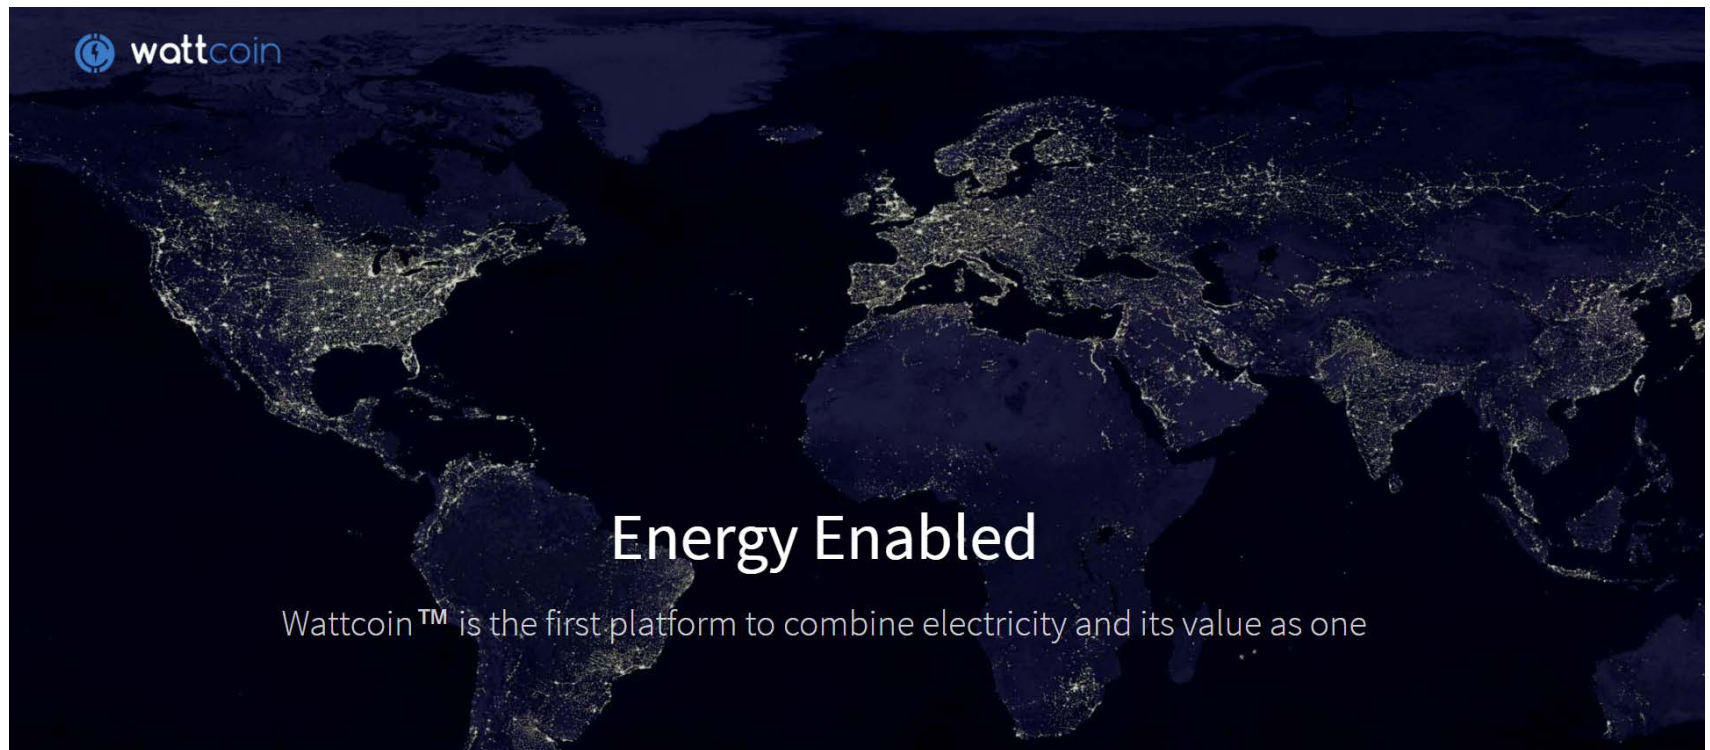 wattcoin
Energy Enabled
Wattcoin™ is the first platform to combine electricity and its value as one